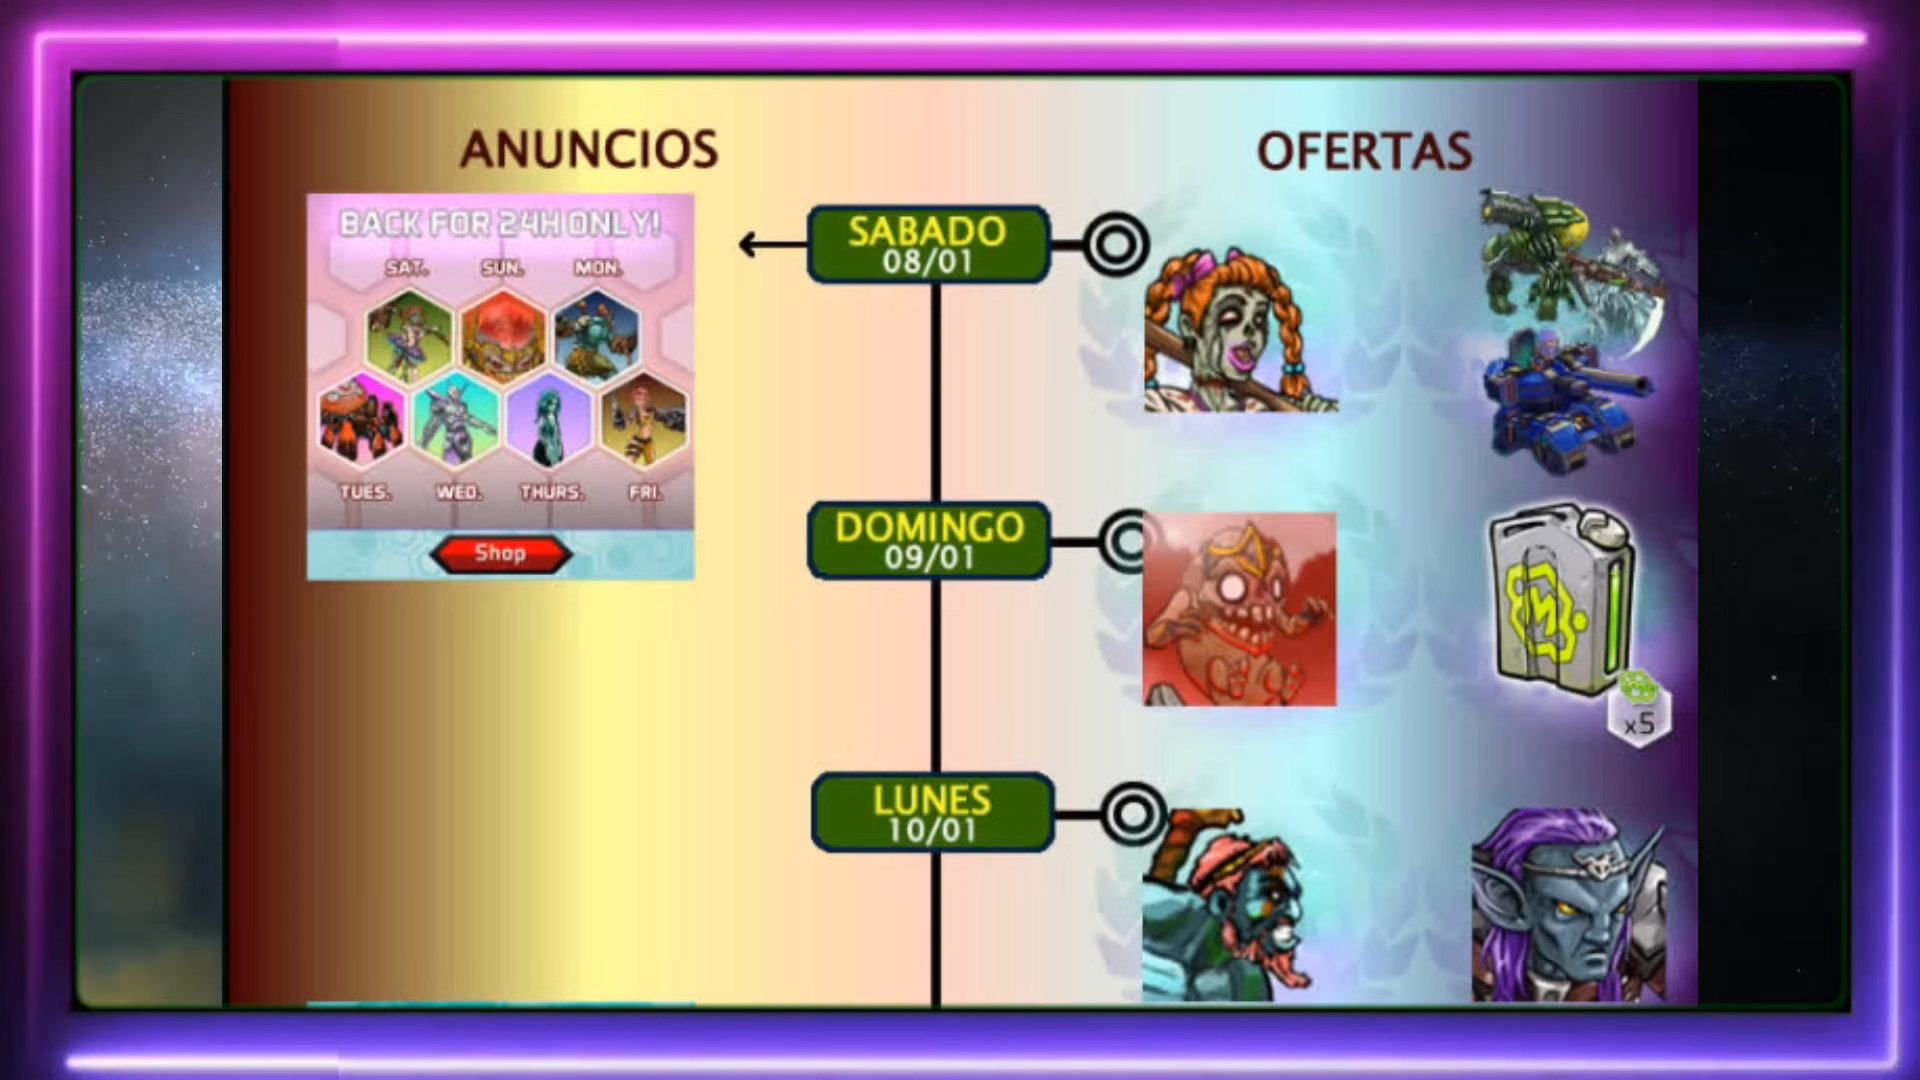 ANUNCIOS
OFERTAS
BACK FOR 24H ONLY!
SAT. SUN. MON.
TUES. WED. THURS. FRI.
Shop
SABADO
08/01
DOMINGO
09/01
M
x5
LUNES
10/01